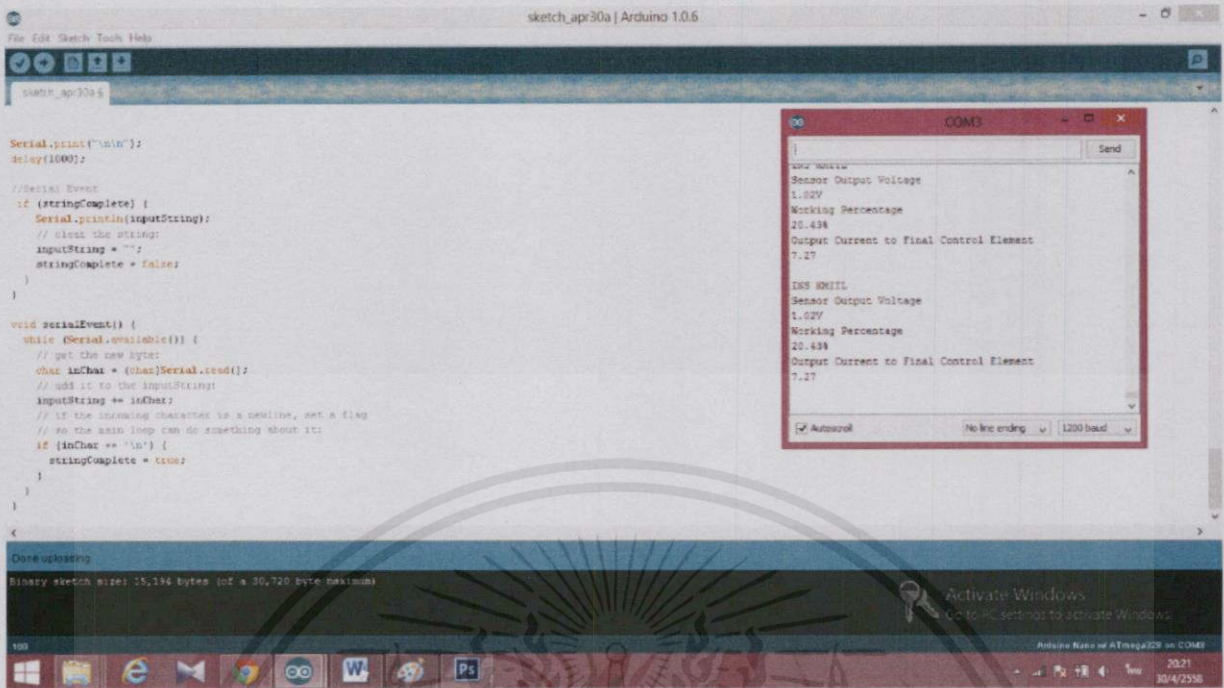 sketch_apr30a | Arduino 1.0.6
File Edit Sketch Tools Help
sketch_apr30a §
Serial.print("\n\n");
delay(1000);
//Serial Event
if (stringComplete) {
Serial.println(inputString);
// clear the string:
inputString = "";
stringComplete = false;
}
}
void serialEvent() {
while (Serial.available()) {
// get the new byte:
char inChar = (char)Serial.read();
// add it to the inputString:
inputString += inChar;
// if the incoming character is a newline, set a flag
// so the main loop can do something about it:
if (inChar == '\n') {
stringComplete = true;
}
}
}
COM3
Send
Sensor Output Voltage
1.02V
Working Percentage
20.43%
Output Current to Final Control Element
7.27
INS KMITL
Sensor Output Voltage
1.02V
Working Percentage
20.43%
Output Current to Final Control Element
7.27
Autoscroll
No line ending
1200 baud
Done uploading
Binary sketch size: 15,194 bytes (of a 30,720 byte maximum)
Activate Windows
Go to PC settings to activate Windows.
103
Arduino Nano w/ ATmega328 on COM3
20:21
30/4/2558